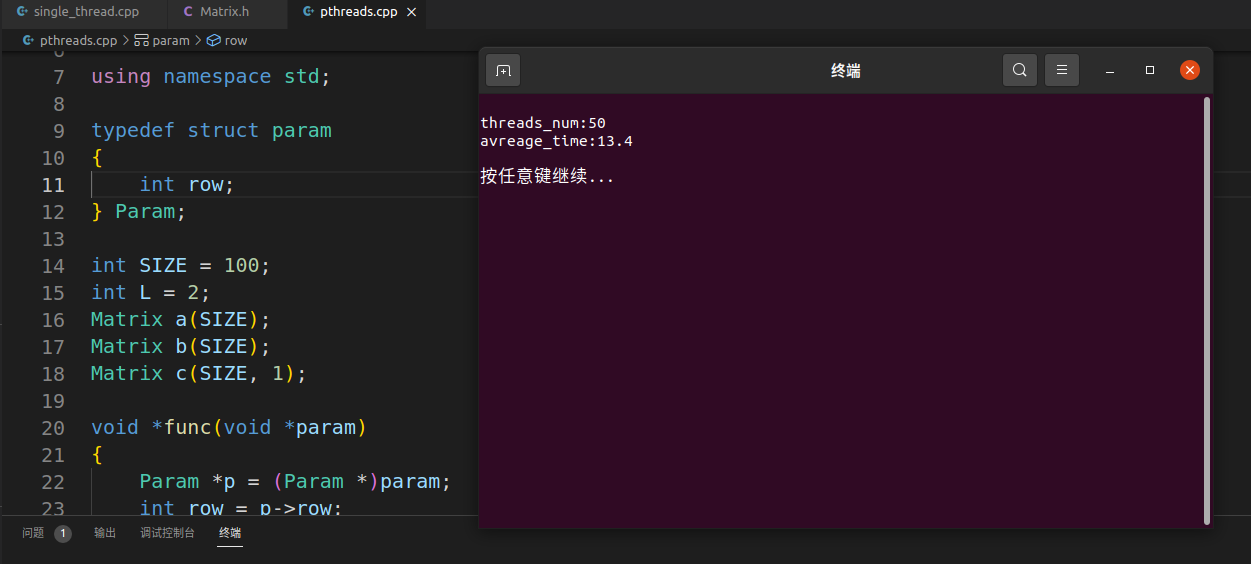 single_thread.cpp Matrix.h pthreads.cpp
pthreads.cpp > param > row
6
7 using namespace std;
8
9 typedef struct param
10 {
11 int row;
12 } Param;
13
14 int SIZE = 100;
15 int L = 2;
16 Matrix a(SIZE);
17 Matrix b(SIZE);
18 Matrix c(SIZE, 1);
19
20 void *func(void *param)
21 {
22 Param *p = (Param *)param;
23 int row = p->row;
终端
threads_num:50
avreage_time:13.4
按任意键继续...
问题 1 输出 调试控制台 终端